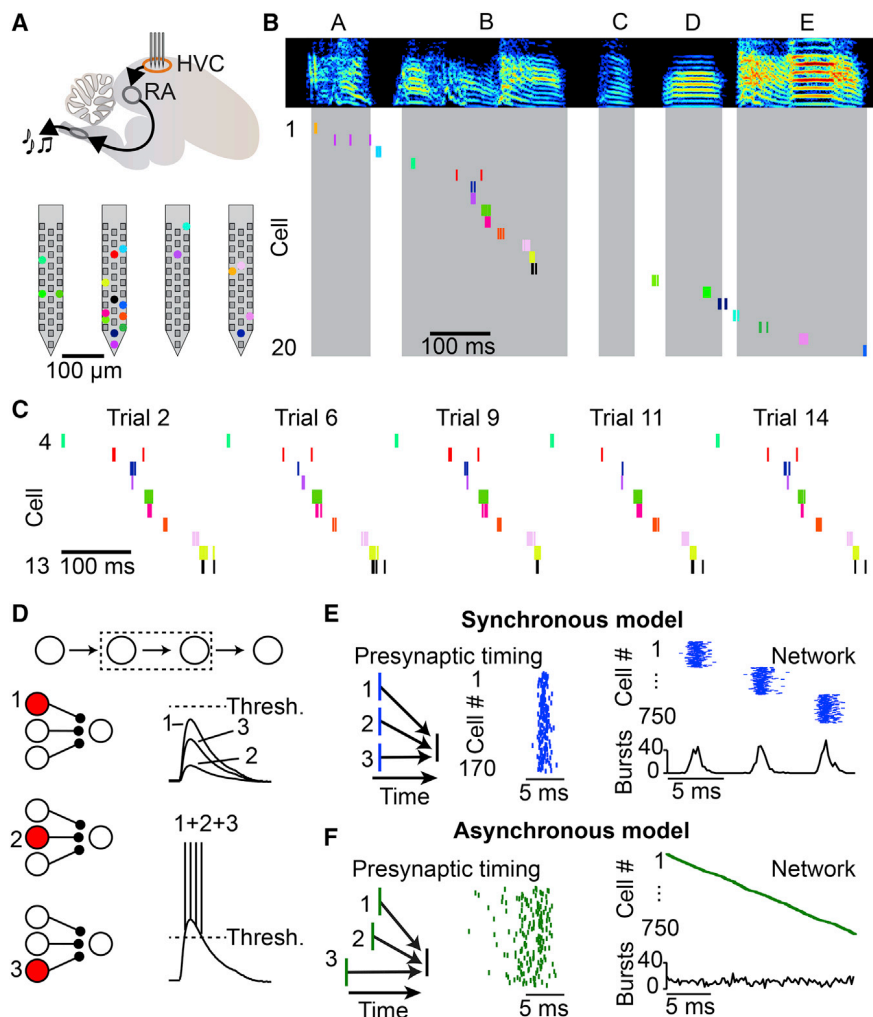 A
HVC
RA
100 µm
B
A B C D E
1
Cell
20
100 ms
C
Trial 2 Trial 6 Trial 9 Trial 11 Trial 14
4
Cell
13
100 ms
D
1
2
3
Thresh.
1
3
2
1+2+3
Thresh.
E
Synchronous model
Presynaptic timing
1
2
3
Time
1
Cell #
170
5 ms
Network
Cell #
1
...
750
Bursts
40
0
5 ms
F
Asynchronous model
Presynaptic timing
1
2
3
Time
5 ms
Network
Cell #
1
...
750
Bursts
40
0
5 ms